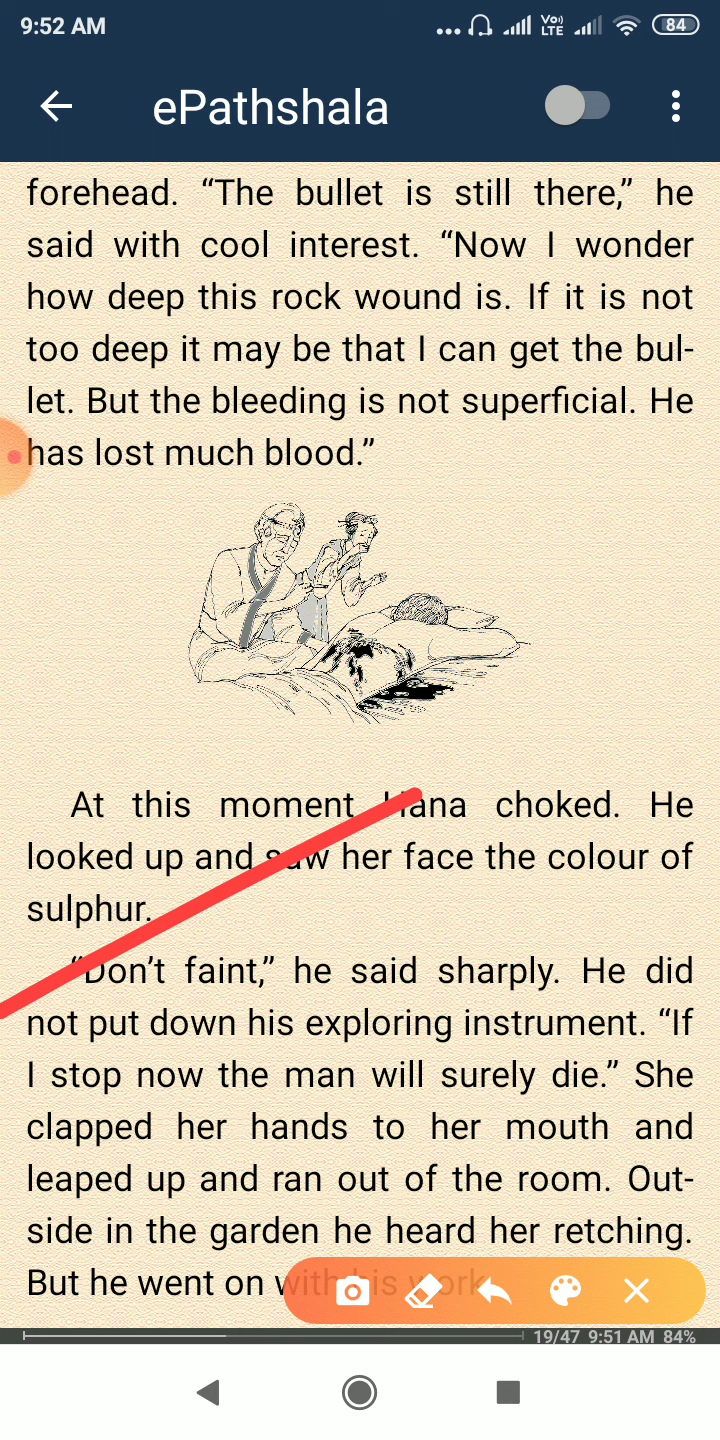 9:52 AM
Vo))
LTE
84
ePathshala
forehead. “The bullet is still there,” he
said with cool interest. “Now I wonder
how deep this rock wound is. If it is not
too deep it may be that I can get the bul-
let. But the bleeding is not superficial. He
has lost much blood.”
At this moment Hana choked. He
looked up and saw her face the colour of
sulphur.
“Don’t faint,” he said sharply. He did
not put down his exploring instrument. “If
I stop now the man will surely die.” She
clapped her hands to her mouth and
leaped up and ran out of the room. Out-
side in the garden he heard her retching.
But he went on with his work.
19/47 9:51 AM 84%